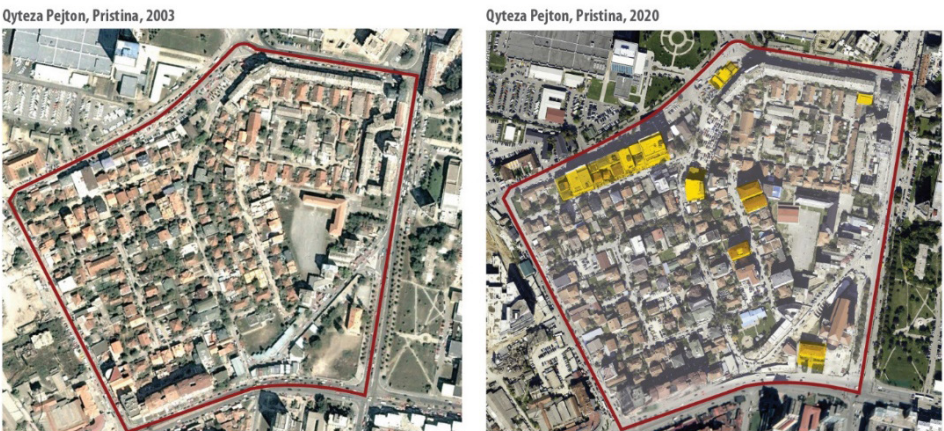 Qyteza Pejton, Pristina, 2003
Qyteza Pejton, Pristina, 2020